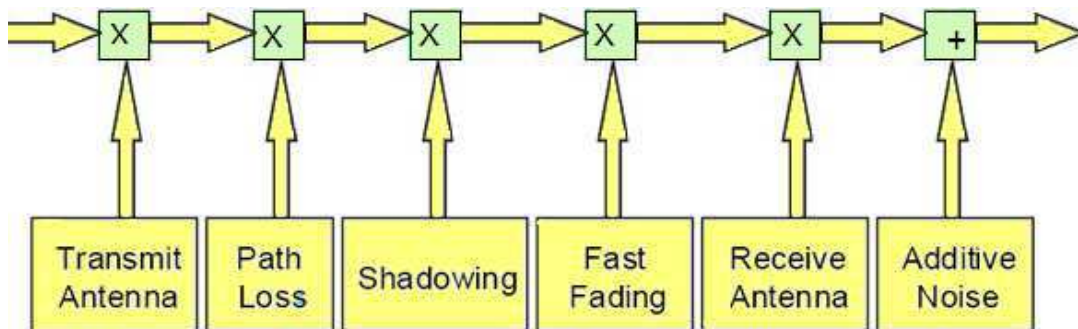 X X X X X +
Transmit
Antenna
Path
Loss
Shadowing
Fast
Fading
Receive
Antenna
Additive
Noise